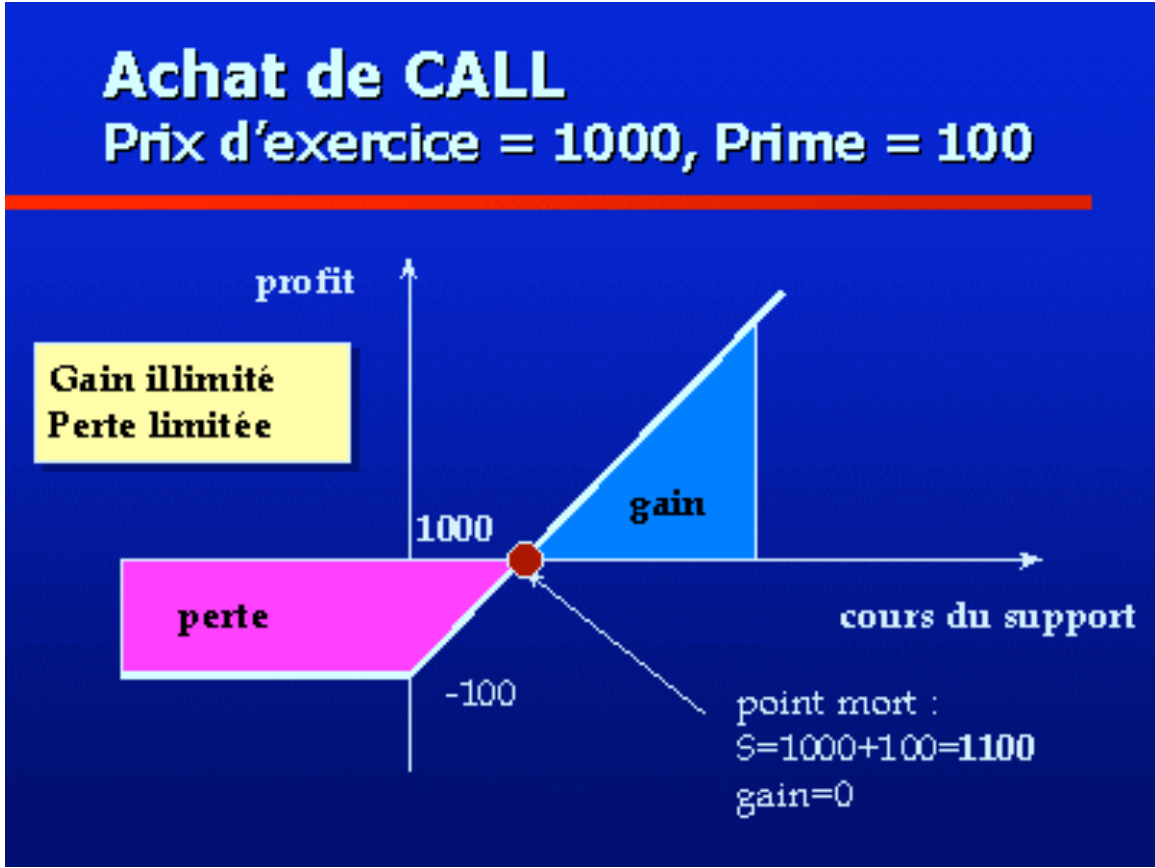 Achat de CALL
Prix d'exercice = 1000, Prime = 100
profit
Gain illimité
Perte limitée
gain
1000
perte
cours du support
-100
point mort :
S=1000+100=1100
gain=0